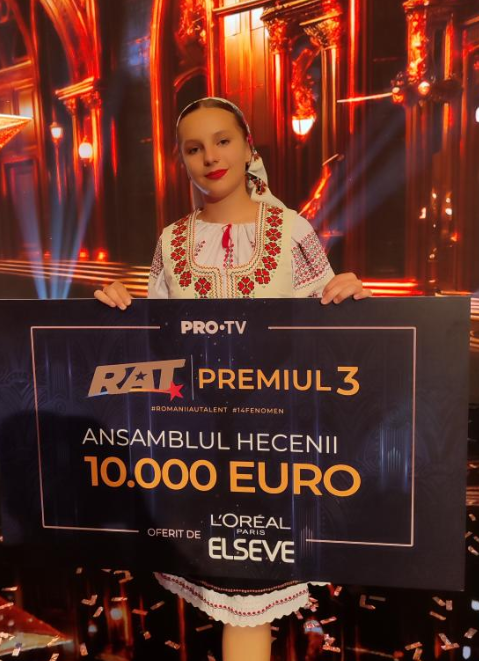 PRO•TV
RAT PREMIUL 3
#ROMANIIAUTALENT #14FENOMEN
ANSAMBLUL HECENII
10.000 EURO
OFERIT DE L'ORÉAL
PARIS
ELSEVE